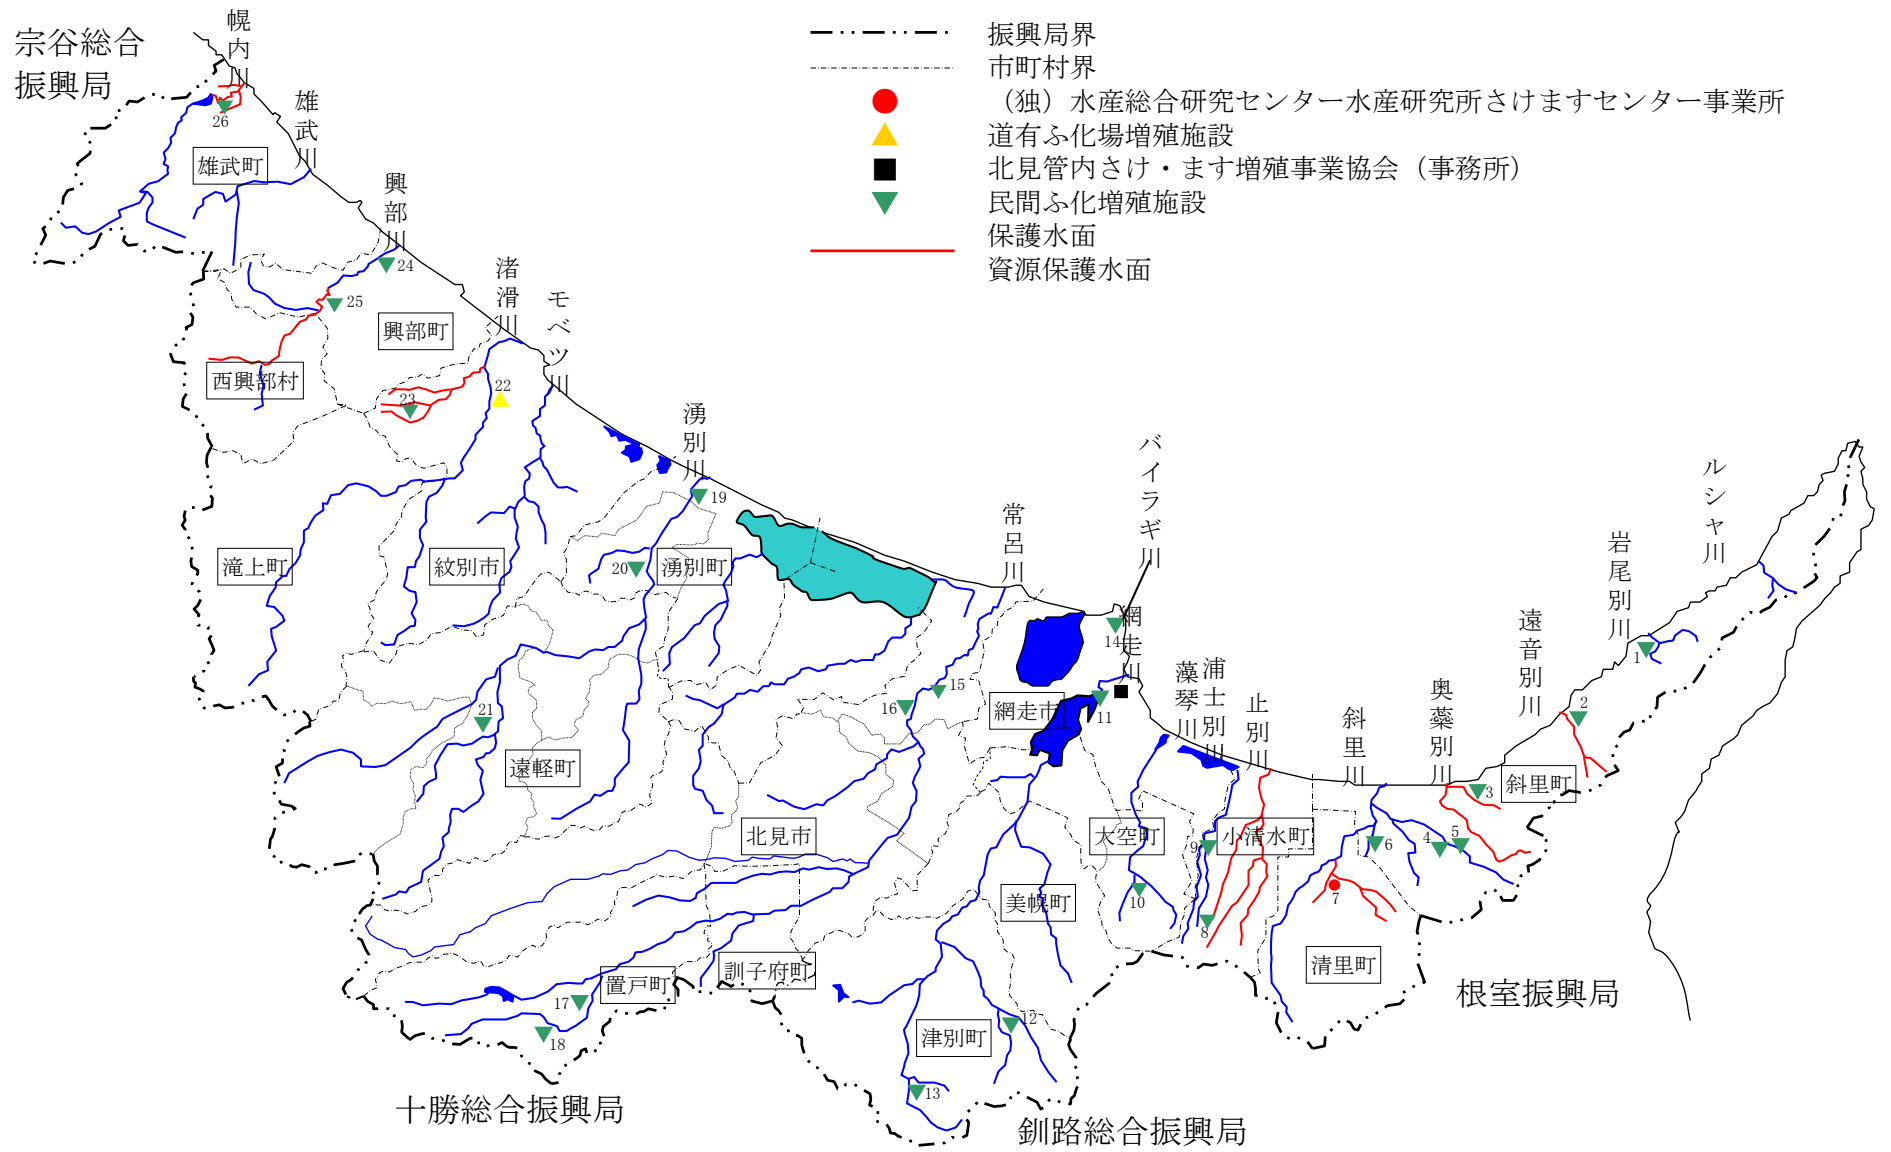 宗谷総合
振興局
幌内川
雄武川
興部川
渚滑川
モベツ川
湧別川
常呂川
バイラギ川
網走川
藻琴川
浦士別川
止別川
斜里川
奥蘂別川
遠音別川
岩尾別川
ルシャ川
振興局界
市町村界
（独）水産総合研究センター水産研究所さけますセンター事業所
道有ふ化場増殖施設
北見管内さけ・ます増殖事業協会（事務所）
民間ふ化増殖施設
保護水面
資源保護水面
26
雄武町
24
25
興部町
西興部村
22
23
19
滝上町
紋別市
20
湧別町
14
1
15
16
網走市
11
2
21
遠軽町
斜里町
3
北見市
大空町
9
小清水町
6
4
5
10
7
美幌町
8
清里町
訓子府町
置戸町
17
18
12
津別町
13
根室振興局
十勝総合振興局
釧路総合振興局